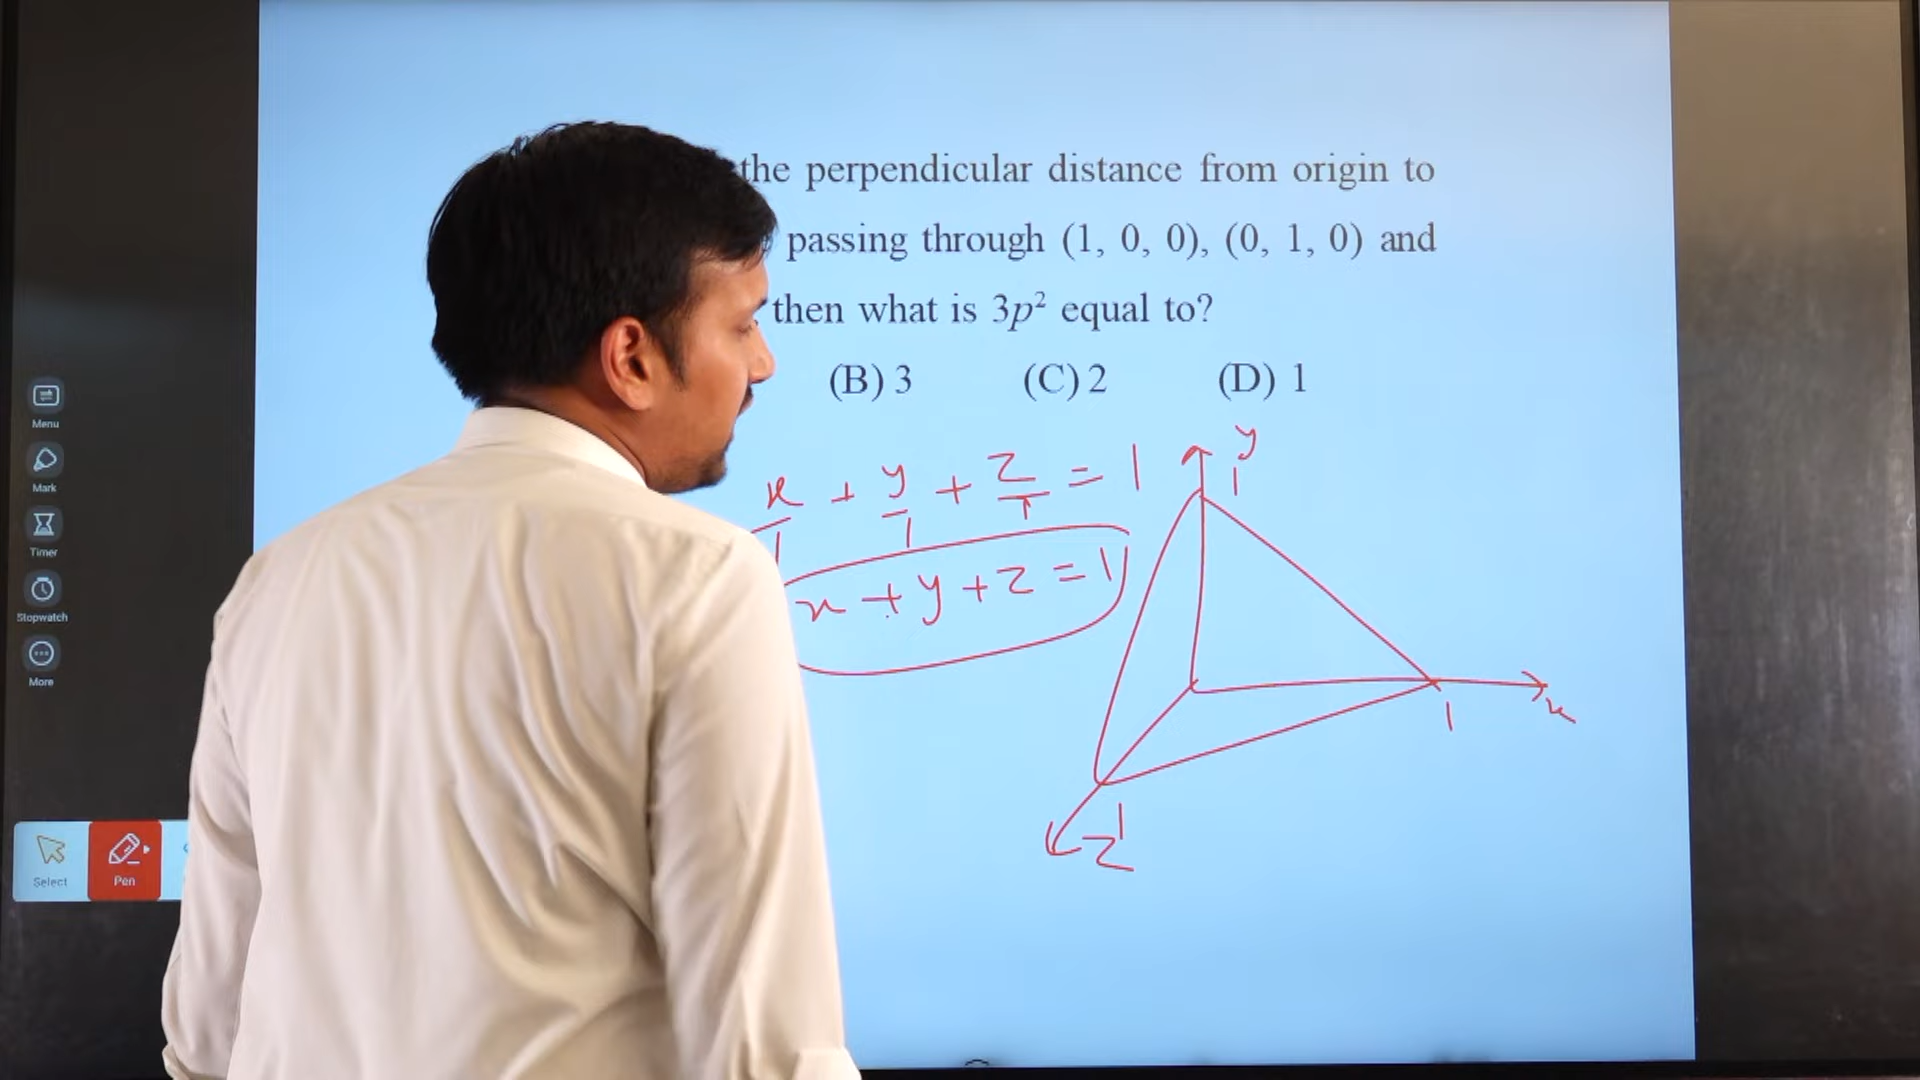 the perpendicular distance from origin to
passing through (1, 0, 0), (0, 1, 0) and
then what is 3p² equal to?
(B) 3 (C) 2 (D) 1
x/1 + y/1 + z/1 = 1
x + y + z = 1
y
1
1
x
1
z
Menu
Mark
Timer
Stopwatch
More
Select
Pen